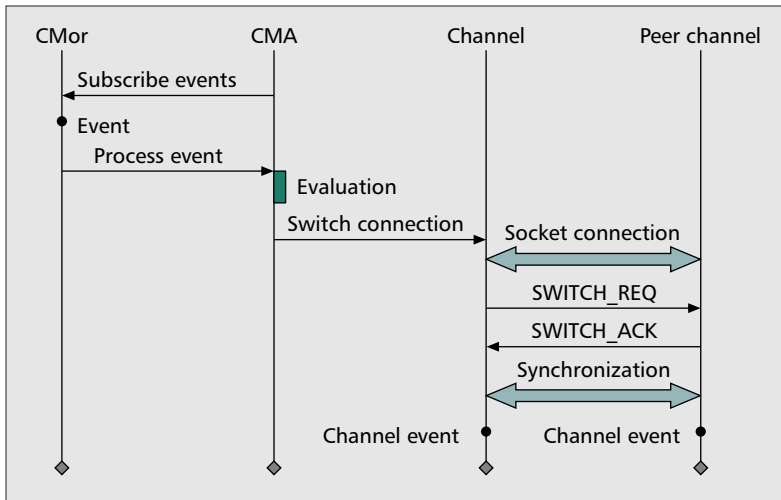 CMor
CMA
Channel
Peer channel
Subscribe events
Event
Process event
Evaluation
Switch connection
Socket connection
SWITCH_REQ
SWITCH_ACK
Synchronization
Channel event
Channel event